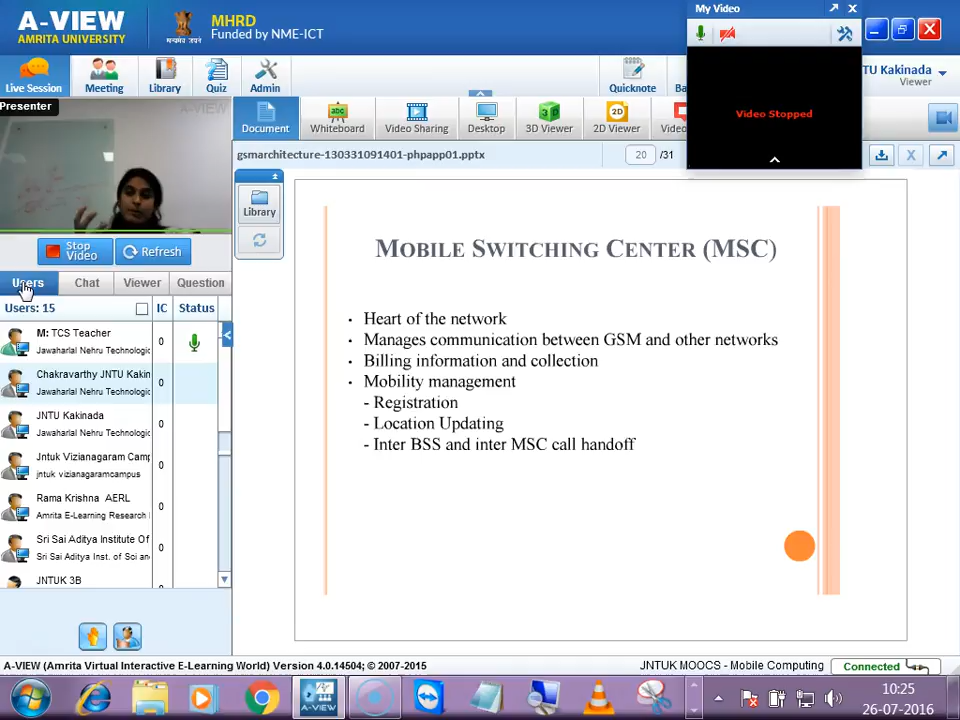 A-VIEW
AMRITA UNIVERSITY
MHRD
Funded by NME-ICT
My Video
Video Stopped
TU Kakinada
Viewer
Live Session
Meeting
Library
Quiz
Admin
Quicknote
Ba
Presenter
A-VIEW
Document
Whiteboard
Video Sharing
Desktop
3D Viewer
2D Viewer
Video
gsmarchitecture-130331091401-phpapp01.pptx
20 /31
Library
Stop Video
Refresh
Users
Chat
Viewer
Question
Users: 15
IC
Status
M: TCS Teacher
Jawaharlal Nehru Technologic
0
Chakravarthy JNTU Kakin
Jawaharlal Nehru Technologic
0
JNTU Kakinada
Jawaharlal Nehru Technologic
0
Jntuk Vizianagaram Camp
jntuk vizianagaramcampus
0
Rama Krishna AERL
Amrita E-Learning Research
0
Sri Sai Aditya Institute Of
Sri Sai Aditya Inst. of Sci an
0
JNTUK 3B
MOBILE SWITCHING CENTER (MSC)
• Heart of the network
• Manages communication between GSM and other networks
• Billing information and collection
• Mobility management
- Registration
- Location Updating
- Inter BSS and inter MSC call handoff
A-VIEW (Amrita Virtual Interactive E-Learning World) Version 4.0.14504; © 2007-2015
JNTUK MOOCS - Mobile Computing
Connected
A-VIEW
10:25
26-07-2016